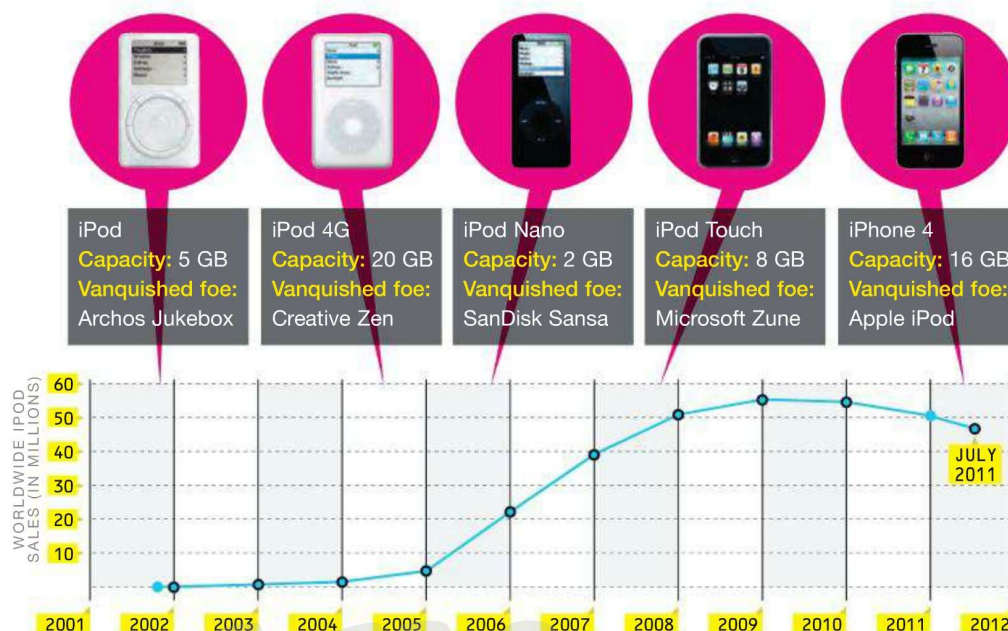 iPod
Capacity: 5 GB
Vanquished foe:
Archos Jukebox
iPod 4G
Capacity: 20 GB
Vanquished foe:
Creative Zen
iPod Nano
Capacity: 2 GB
Vanquished foe:
SanDisk Sansa
iPod Touch
Capacity: 8 GB
Vanquished foe:
Microsoft Zune
iPhone 4
Capacity: 16 GB
Vanquished foe:
Apple iPod
WORLDWIDE IPOD
SALES (IN MILLIONS)
60
50
40
30
20
10
JULY
2011
2001 2002 2003 2004 2005 2006 2007 2008 2009 2010 2011 2012